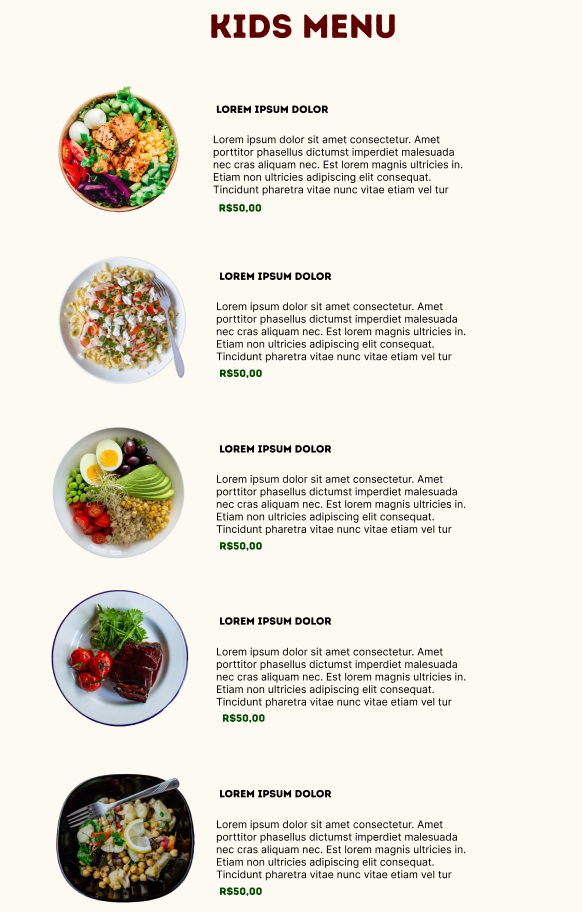 KIDS MENU
LOREM IPSUM DOLOR
Lorem ipsum dolor sit amet consectetur. Amet
porttitor phasellus dictumst imperdiet malesuada
nec cras aliquam nec. Est lorem magnis ultricies in.
Etiam non ultricies adipiscing elit consequat.
Tincidunt pharetra vitae nunc vitae etiam vel tur
R$50,00
LOREM IPSUM DOLOR
Lorem ipsum dolor sit amet consectetur. Amet
porttitor phasellus dictumst imperdiet malesuada
nec cras aliquam nec. Est lorem magnis ultricies in.
Etiam non ultricies adipiscing elit consequat.
Tincidunt pharetra vitae nunc vitae etiam vel tur
R$50,00
LOREM IPSUM DOLOR
Lorem ipsum dolor sit amet consectetur. Amet
porttitor phasellus dictumst imperdiet malesuada
nec cras aliquam nec. Est lorem magnis ultricies in.
Etiam non ultricies adipiscing elit consequat.
Tincidunt pharetra vitae nunc vitae etiam vel tur
R$50,00
LOREM IPSUM DOLOR
Lorem ipsum dolor sit amet consectetur. Amet
porttitor phasellus dictumst imperdiet malesuada
nec cras aliquam nec. Est lorem magnis ultricies in.
Etiam non ultricies adipiscing elit consequat.
Tincidunt pharetra vitae nunc vitae etiam vel tur
R$50,00
LOREM IPSUM DOLOR
Lorem ipsum dolor sit amet consectetur. Amet
porttitor phasellus dictumst imperdiet malesuada
nec cras aliquam nec. Est lorem magnis ultricies in.
Etiam non ultricies adipiscing elit consequat.
Tincidunt pharetra vitae nunc vitae etiam vel tur
R$50,00